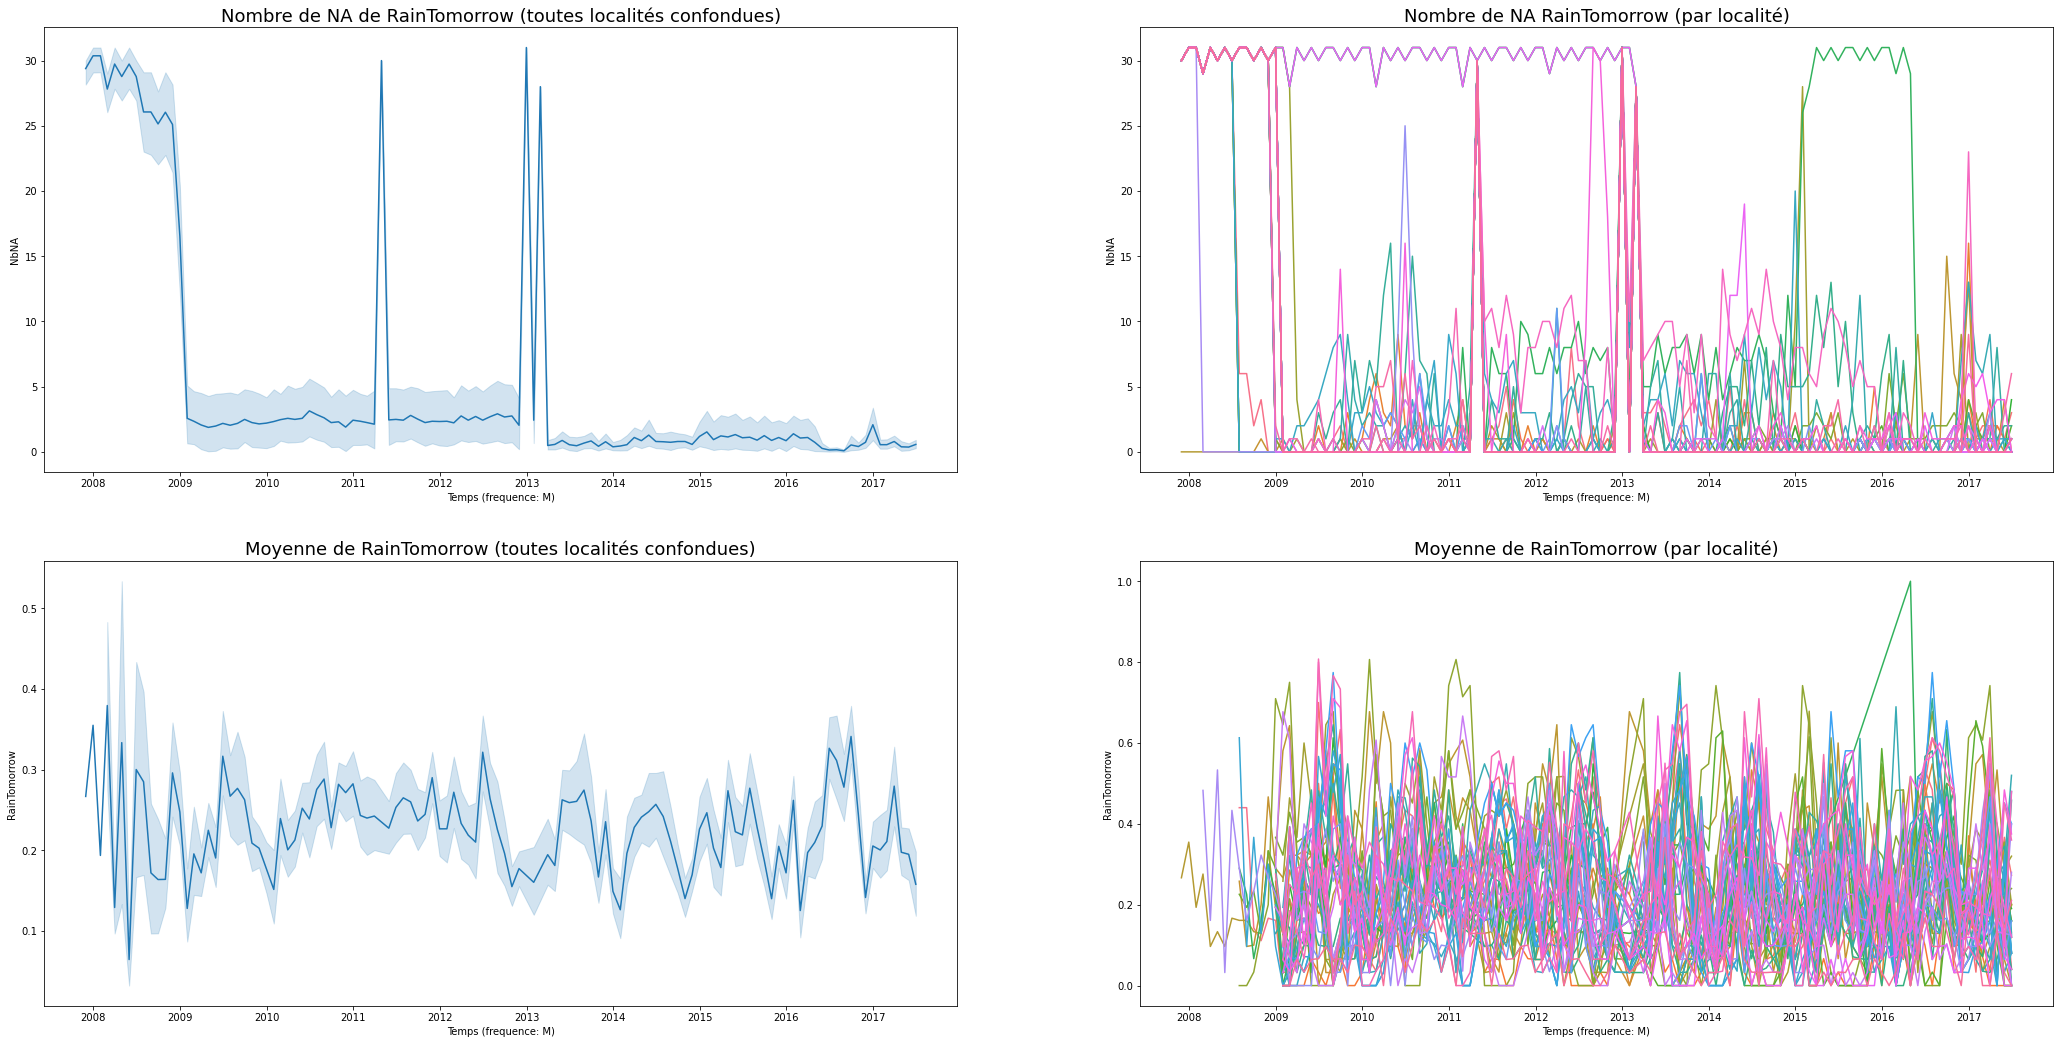 Nombre de NA de RainTomorrow (toutes localités confondues)
NbNA
30
25
20
15
10
5
0
2008 2009 2010 2011 2012 2013 2014 2015 2016 2017
Temps (frequence: M)
Nombre de NA RainTomorrow (par localité)
NbNA
30
25
20
15
10
5
0
2008 2009 2010 2011 2012 2013 2014 2015 2016 2017
Temps (frequence: M)
Moyenne de RainTomorrow (toutes localités confondues)
RainTomorrow
0.5
0.4
0.3
0.2
0.1
2008 2009 2010 2011 2012 2013 2014 2015 2016 2017
Temps (frequence: M)
Moyenne de RainTomorrow (par localité)
RainTomorrow
1.0
0.8
0.6
0.4
0.2
0.0
2008 2009 2010 2011 2012 2013 2014 2015 2016 2017
Temps (frequence: M)